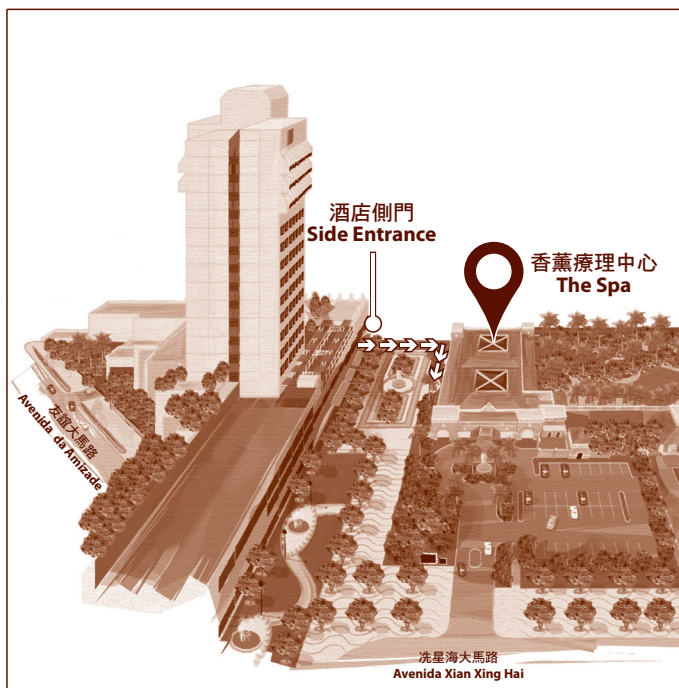 酒店側門
Side Entrance
香薰療理中心
The Spa
友誼大馬路
Avenida da Amizade
冼星海大馬路
Avenida Xian Xing Hai